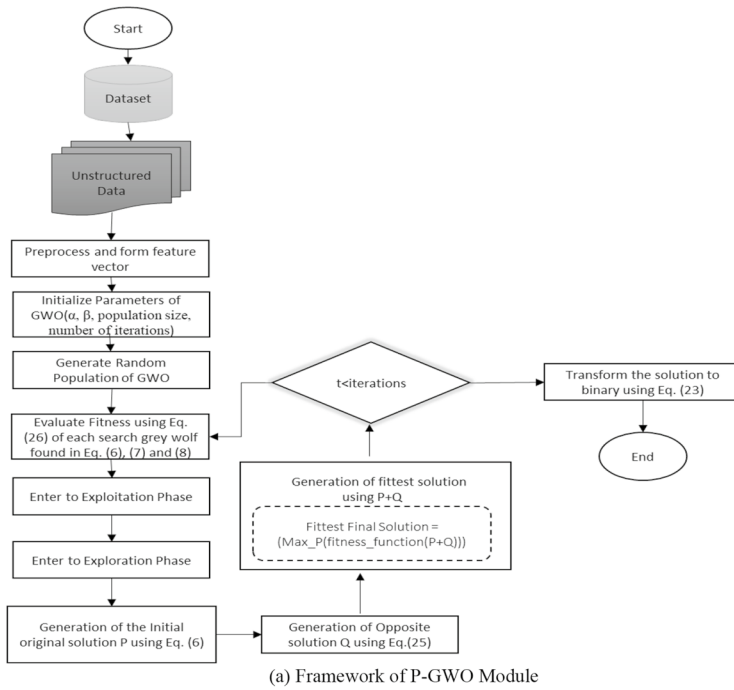 Start
Dataset
Unstructured
Data
Preprocess and form feature
vector
Initialize Parameters of
GWO(α, β, population size,
number of iterations)
Generate Random
Population of GWO
Evaluate Fitness using Eq.
(26) of each search grey wolf
found in Eq. (6), (7) and (8)
Enter to Exploitation Phase
Enter to Exploration Phase
Generation of the Initial
original solution P using Eq. (6)
Generation of Opposite
solution Q using Eq.(25)
Generation of fittest solution
using P+Q
Fittest Final Solution =
(Max_P(fitness_function(P+Q)))
t<iterations
Transform the solution to
binary using Eq. (23)
End
(a) Framework of P-GWO Module